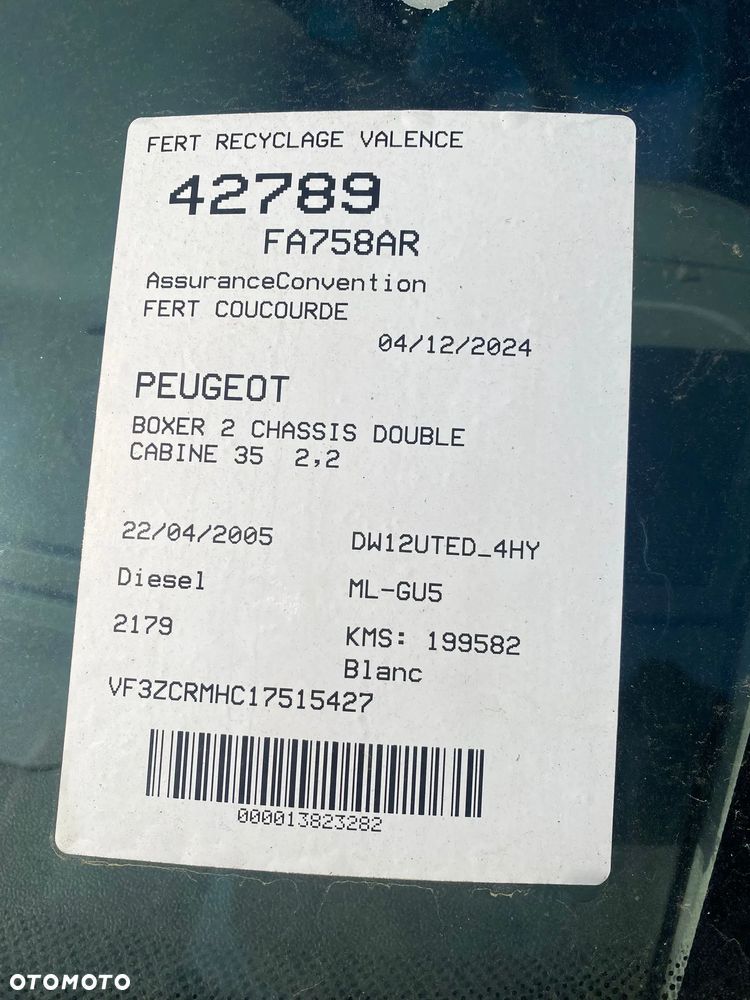 FERT RECYCLAGE VALENCE
42789
FA758AR
AssuranceConvention
FERT COUCOURDE
04/12/2024
PEUGEOT
BOXER 2 CHASSIS DOUBLE
CABINE 35 2,2
22/04/2005 DW12UTED_4HY
Diesel ML-GU5
2179 KMS: 199582
Blanc
VF3ZCRMHC17515427
000013823282
OTOMOTO